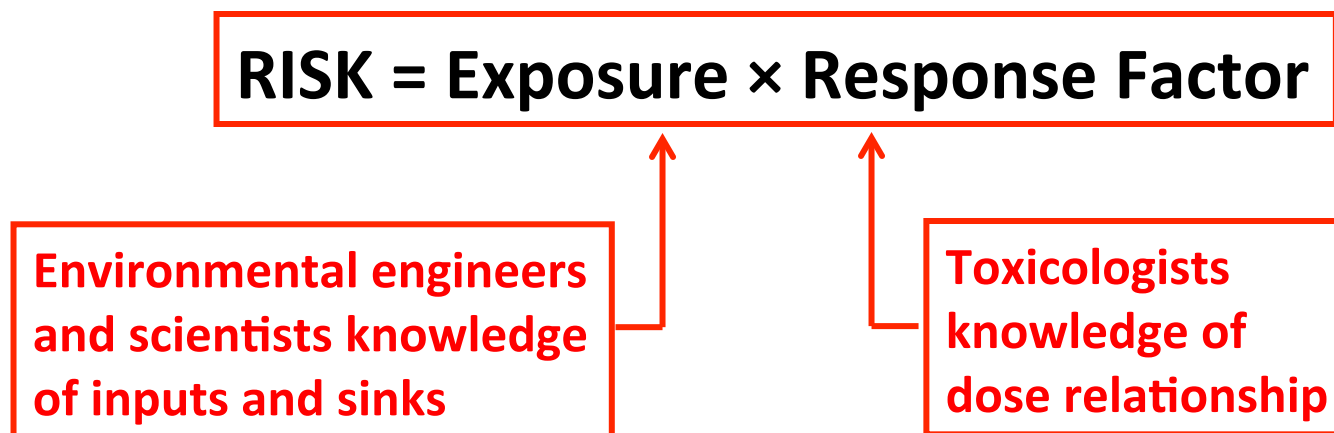 RISK = Exposure × Response Factor
Environmental engineers
and scientists knowledge
of inputs and sinks
Toxicologists
knowledge of
dose relationship